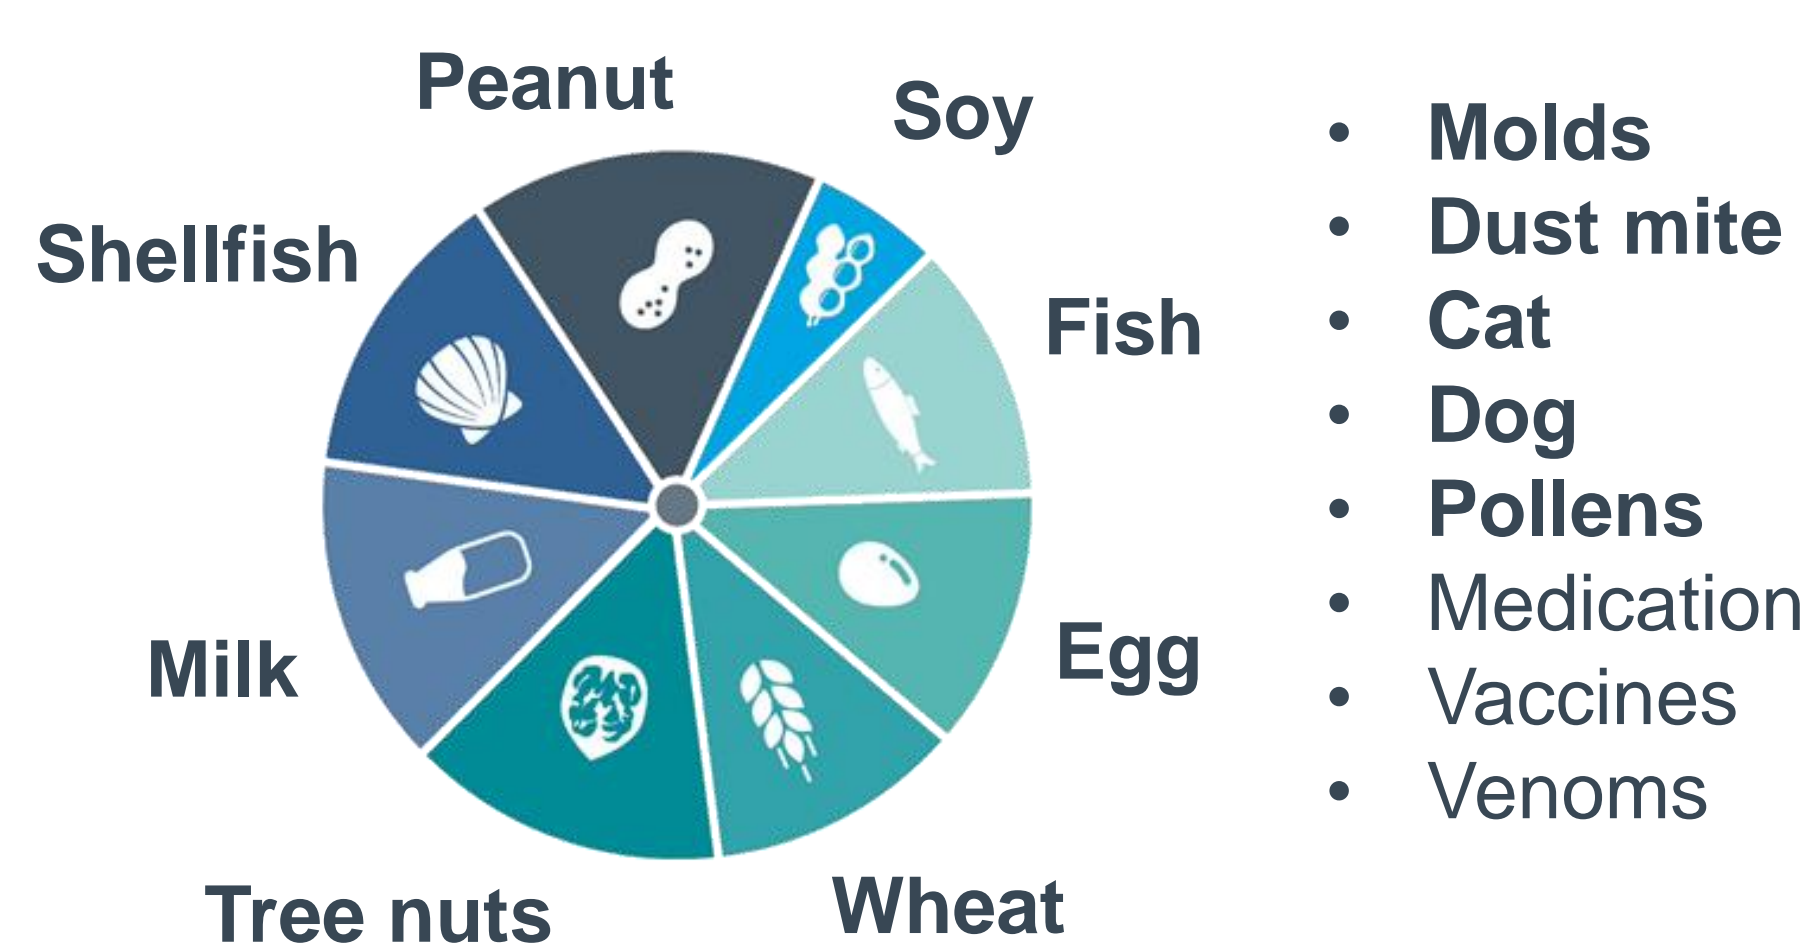 Peanut
Soy
Shellfish
Fish
Milk
Egg
Tree nuts
Wheat
• Molds
• Dust mite
• Cat
• Dog
• Pollens
• Medication
• Vaccines
• Venoms